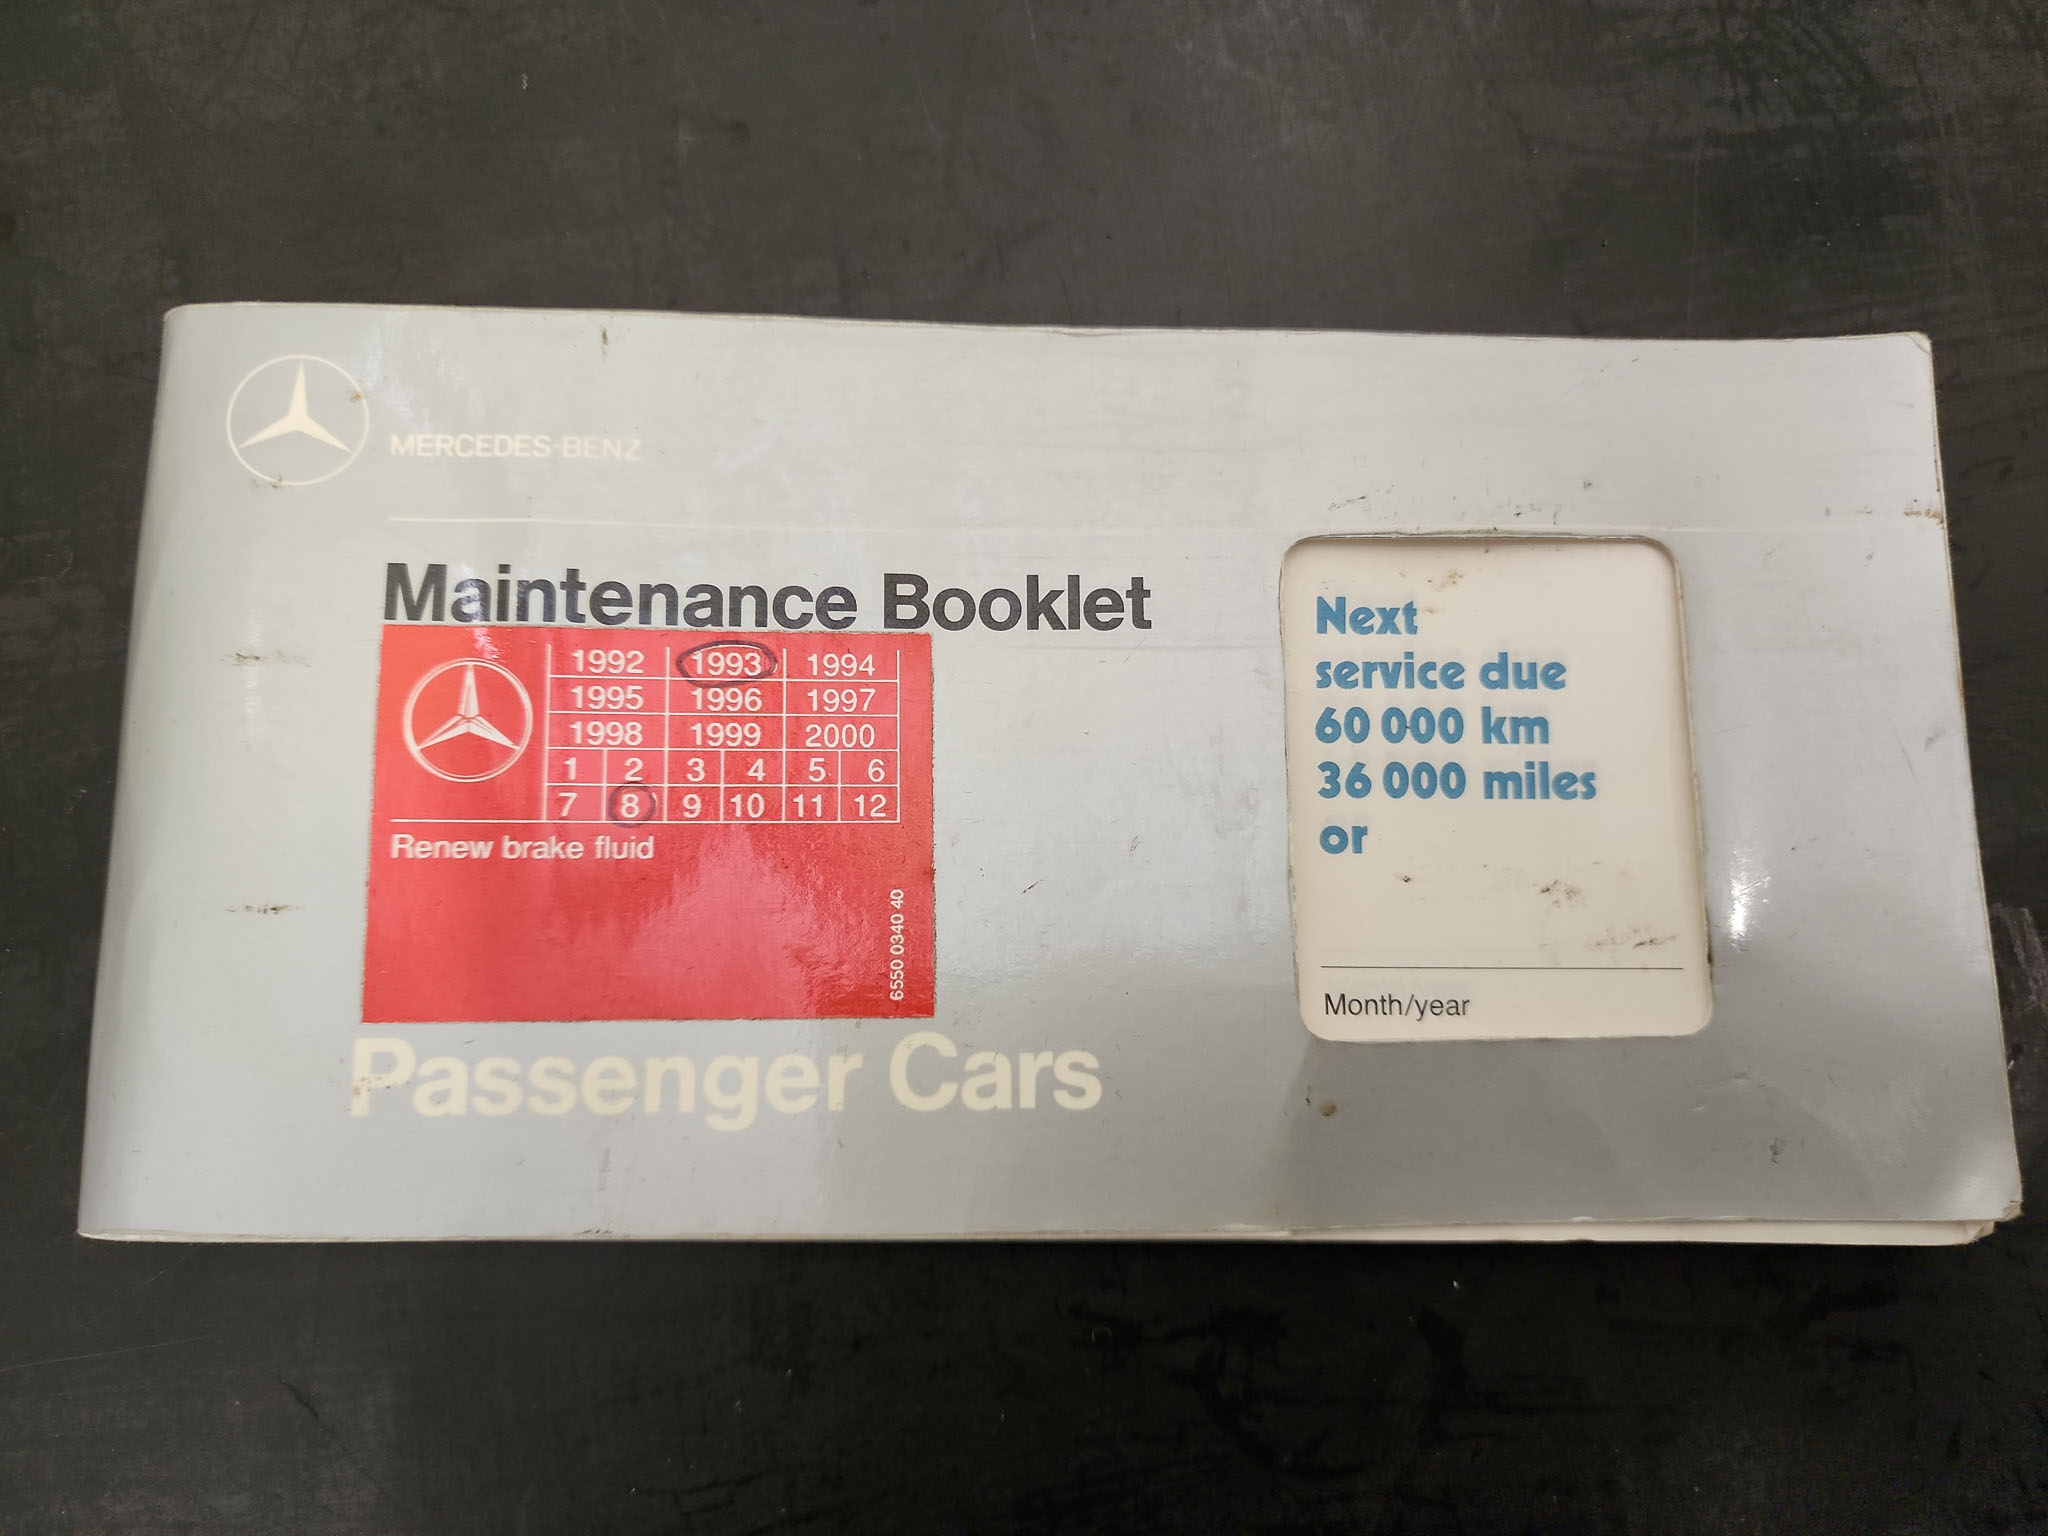 MERCEDES-BENZ
Maintenance Booklet
1992 1993 1994
1995 1996 1997
1998 1999 2000
1 2 3 4 5 6
7 8 9 10 11 12
Renew brake fluid
6550 0340 40
Passenger Cars
Next
service due
60 000 km
36 000 miles
or
Month/year